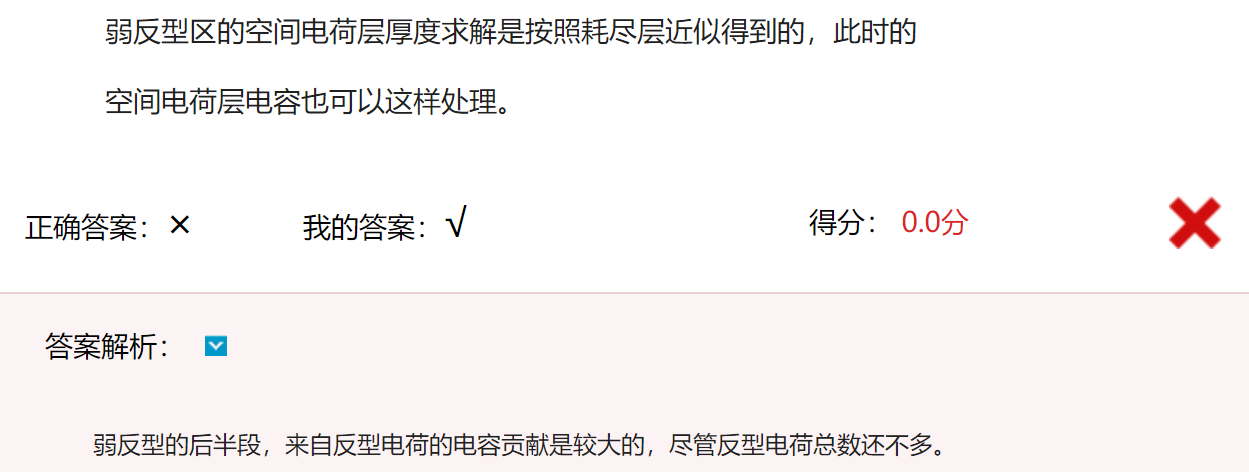 弱反型区的空间电荷层厚度求解是按照耗尽层近似得到的，此时的
空间电荷层电容也可以这样处理。
正确答案：× 我的答案：√ 得分： 0.0分
答案解析：
弱反型的后半段，来自反型电荷的电容贡献是较大的，尽管反型电荷总数还不多。